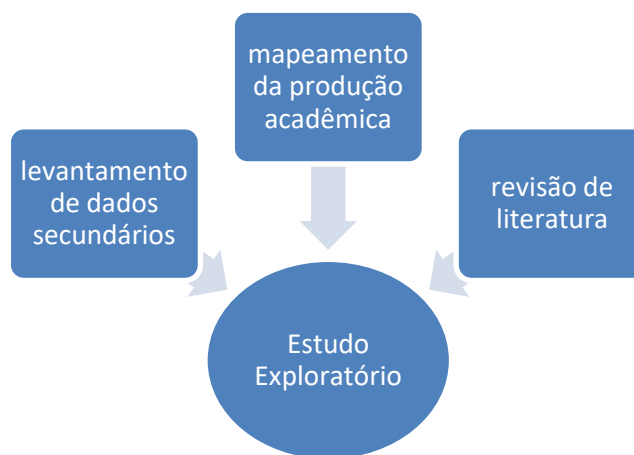 mapeamento
da produção
acadêmica
levantamento
de dados
secundários
revisão de
literatura
Estudo
Exploratório